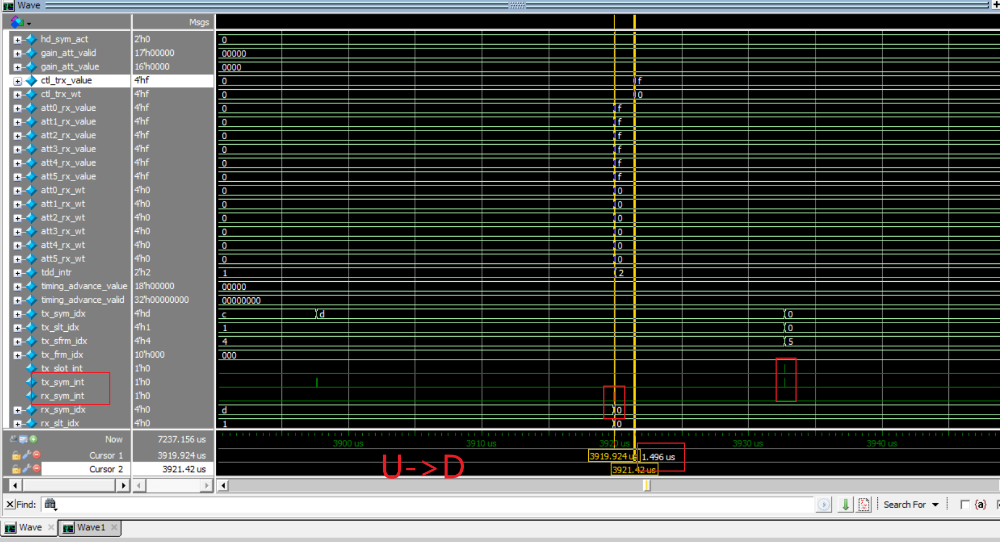 Wave
Msgs
hd_sym_act 2'h0 0
gain_att_valid 17'h00000 00000
gain_att_value 16'h0000 0000
ctl_trx_value 4'hf 0 f
ctl_trx_wt 4'hf 0 0
att0_rx_value 4'hf 0 f
att1_rx_value 4'hf 0 f
att2_rx_value 4'hf 0 f
att3_rx_value 4'hf 0 f
att4_rx_value 4'hf 0 f
att5_rx_value 4'hf 0 f
att0_rx_wt 4'h0 0 0
att1_rx_wt 4'h0 0 0
att2_rx_wt 4'h0 0 0
att3_rx_wt 4'h0 0 0
att4_rx_wt 4'h0 0 0
att5_rx_wt 4'h0 0 0
tdd_intr 2'h2 1 2
timing_advance_value 18'h00000 00000
timing_advance_valid 32'h00000000 00000000
tx_sym_idx 4'hd c d 0
tx_slt_idx 4'h1 1 0
tx_sfrm_idx 4'h4 4 5
tx_frm_idx 10'h000 000
tx_slot_int 1'h0
tx_sym_int 1'h0
rx_sym_int 1'h0
rx_sym_idx 4'h0 d 0
rx_slt_idx 4'h0 1 0
Now 7237.156 us 3900 us 3910 us 3920 us 3930 us 3940 us
Cursor 1 3919.924 us 3919.924 us 1.496 us
Cursor 2 3921.42 us 3921.42 us
U->D
Find: Search For {a}
Wave Wave1